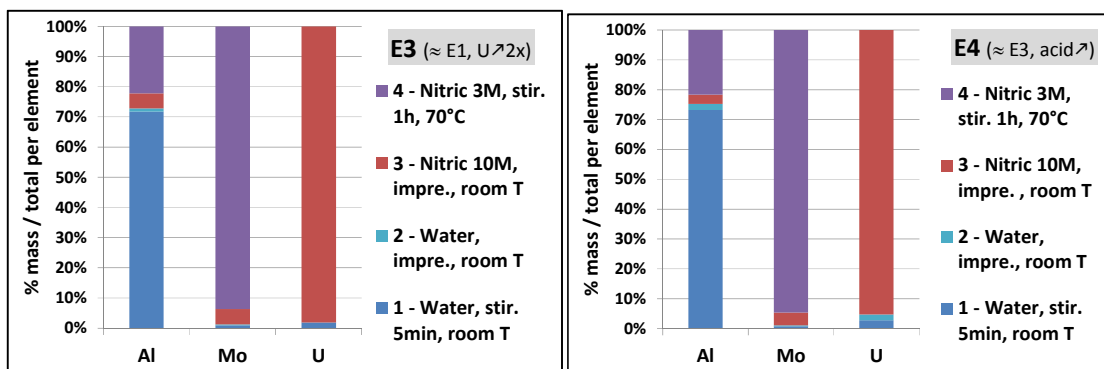 100%
90%
80%
70%
60%
50%
40%
30%
20%
10%
0%
% mass / total per element
Al Mo U
E3 (≈ E1, U↗2x)
4 - Nitric 3M, stir.
1h, 70°C
3 - Nitric 10M,
impre., room T
2 - Water,
impre., room T
1 - Water, stir.
5min, room T
100%
90%
80%
70%
60%
50%
40%
30%
20%
10%
0%
% mass / total per element
Al Mo U
E4 (≈ E3, acid↗)
4 - Nitric 3M,
stir. 1h, 70°C
3 - Nitric 10M,
impre. , room T
2 - Water,
impre., room T
1 - Water, stir.
5min, room T